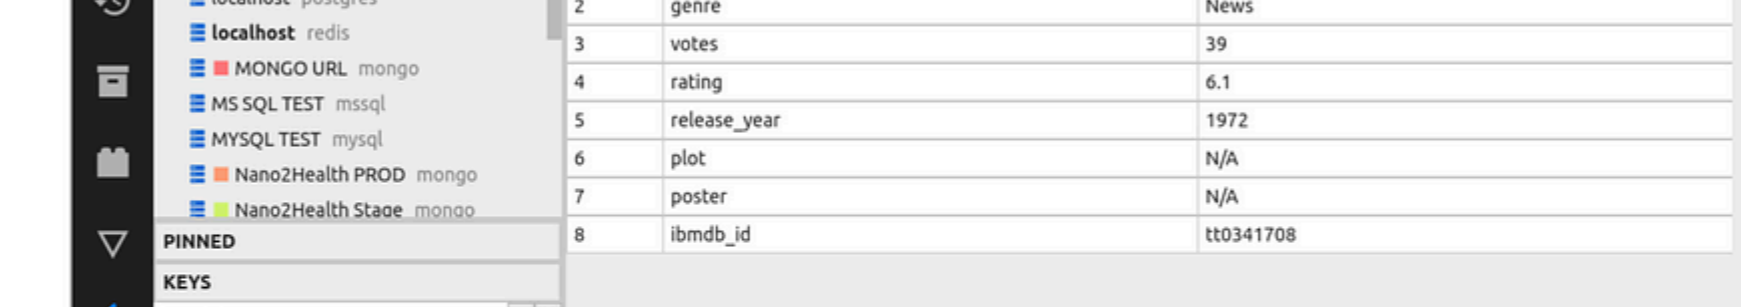 localhost postgres
localhost redis
MONGO URL mongo
MS SQL TEST mssql
MYSQL TEST mysql
Nano2Health PROD mongo
Nano2Health Stage mongo
PINNED
KEYS
2 genre News
3 votes 39
4 rating 6.1
5 release_year 1972
6 plot N/A
7 poster N/A
8 ibmdb_id tt0341708